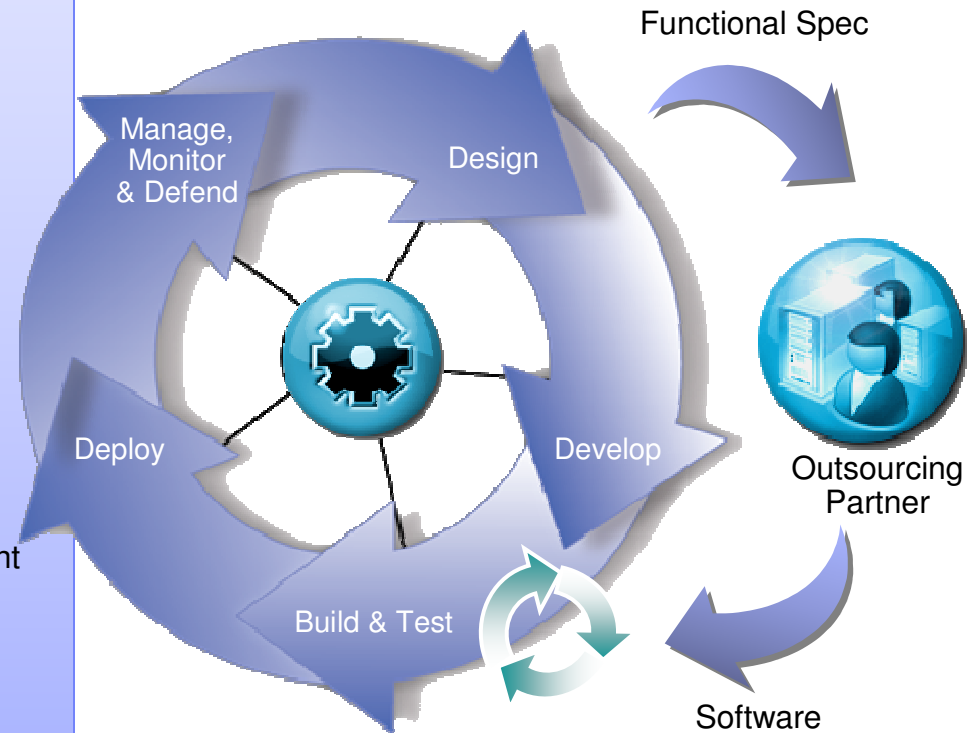 Functional Spec
Manage,
Monitor
& Defend
Design
Deploy
Develop
Outsourcing
Partner
Build & Test
Software